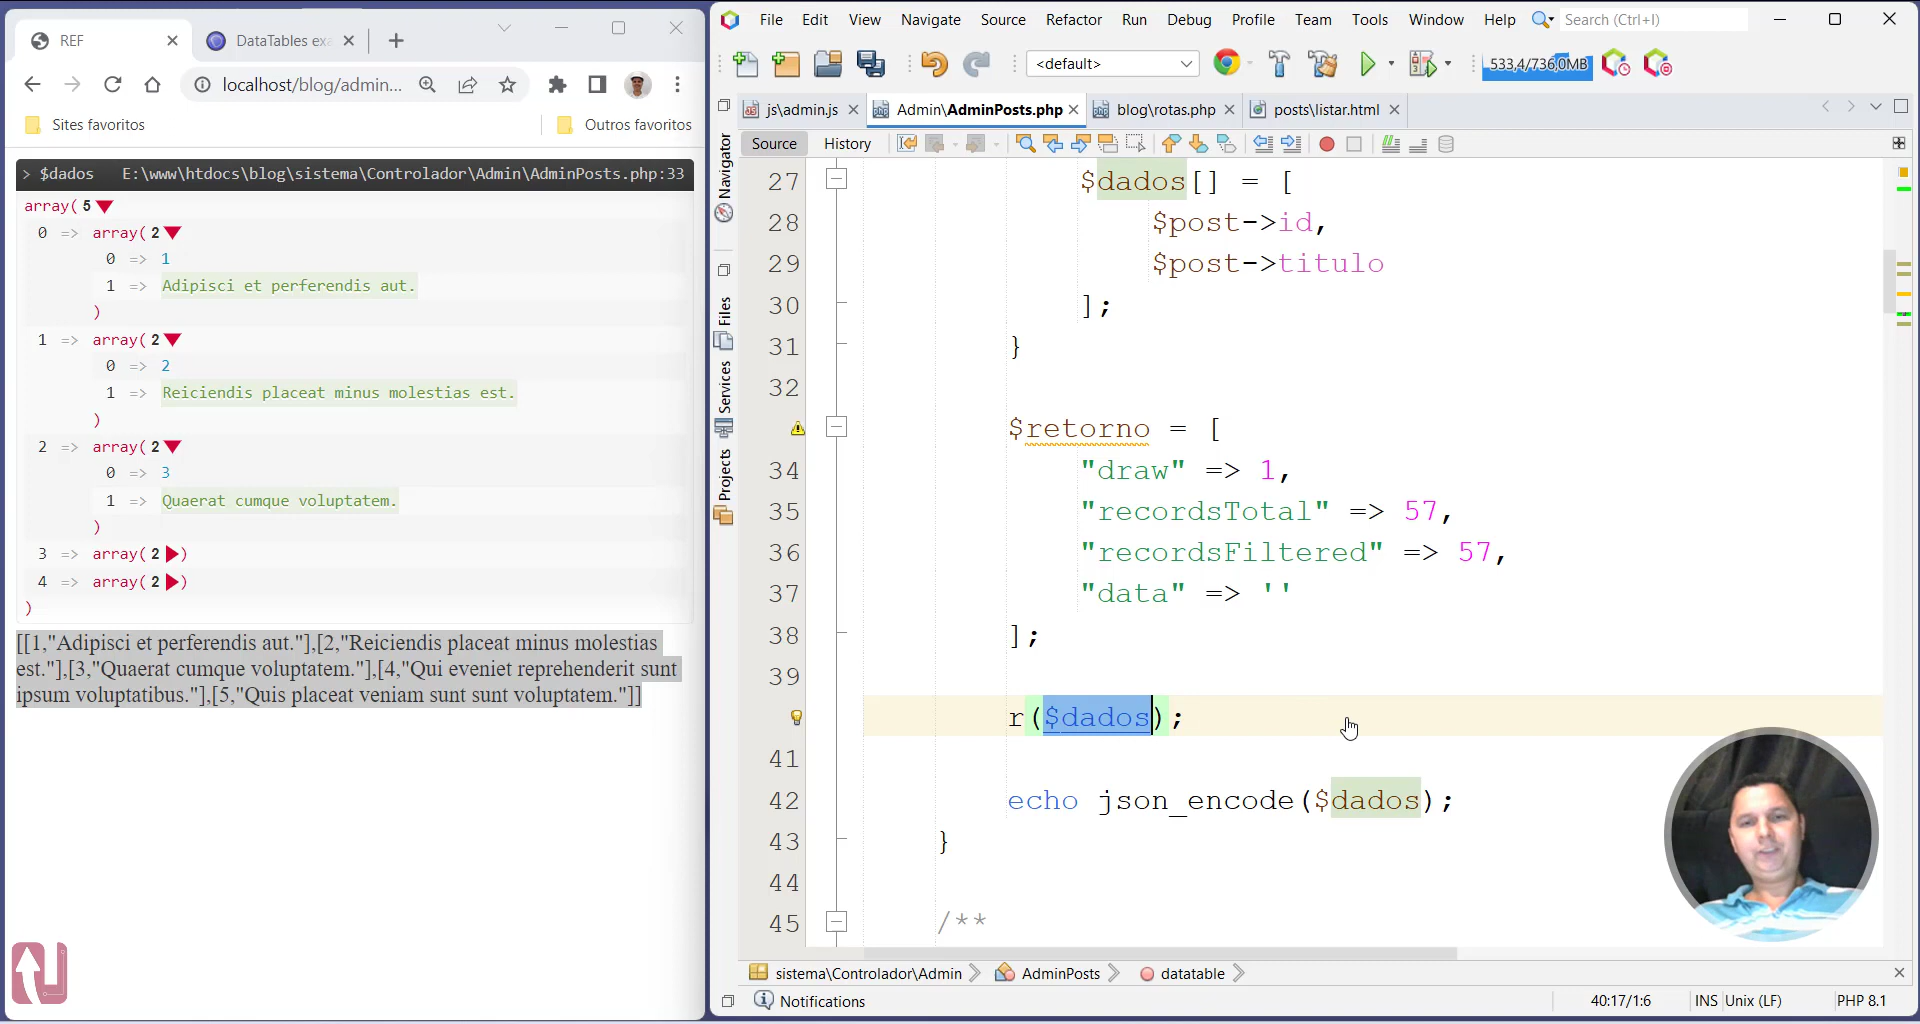 REF
DataTables exa
localhost/blog/admin...
Sites favoritos
Outros favoritos
> $dados E:\www\htdocs\blog\sistema\Controlador\Admin\AdminPosts.php:33
array( 5
0 => array( 2
0 => 1
1 => Adipisci et perferendis aut.
)
1 => array( 2
0 => 2
1 => Reiciendis placeat minus molestias est.
)
2 => array( 2
0 => 3
1 => Quaerat cumque voluptatem.
)
3 => array( 2 )
4 => array( 2 )
)
[[1,"Adipisci et perferendis aut."],[2,"Reiciendis placeat minus molestias
est."],[3,"Quaerat cumque voluptatem."],[4,"Qui eveniet reprehenderit sunt
ipsum voluptatibus."],[5,"Quis placeat veniam sunt sunt voluptatem."]]
File Edit View Navigate Source Refactor Run Debug Profile Team Tools Window Help Search (Ctrl+I)
<default> 533,4/736,0MB
js\admin.js Admin\AdminPosts.php blog\rotas.php posts\listar.html
Source History
Navigator
Files
Services
Projects
27 $dados[] = [
28 $post->id,
29 $post->titulo
30 ];
31 }
32
$retorno = [
34 "draw" => 1,
35 "recordsTotal" => 57,
36 "recordsFiltered" => 57,
37 "data" => ''
38 ];
39
r($dados);
41
42 echo json_encode($dados);
43 }
44
45 /**
sistema\Controlador\Admin AdminPosts datatable
Notifications 40:17/1:6 INS Unix (LF) PHP 8.1